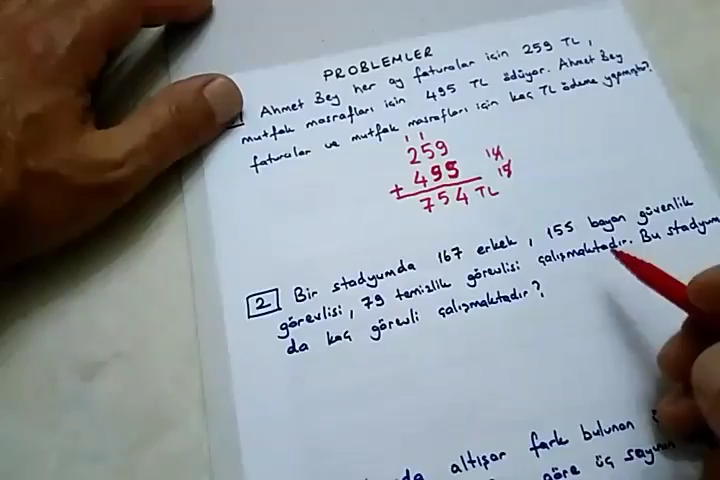 PROBLEMLER
Ahmet Bey her ay faturalar için 259 TL,
mutfak masrafları için 495 TL ödüyor. Ahmet Bey
faturalar ve mutfak masrafları için kaç TL ödeme yapmıştır?
1 1
259
+ 495
754 TL
14
15
2 Bir stadyumda 167 erkek, 155 bayan güvenlik
görevlisi, 79 temizlik görevlisi çalışmaktadır. Bu stadyum
da kaç görevli çalışmaktadır?
altışar fark bulunan
göre üç sayının